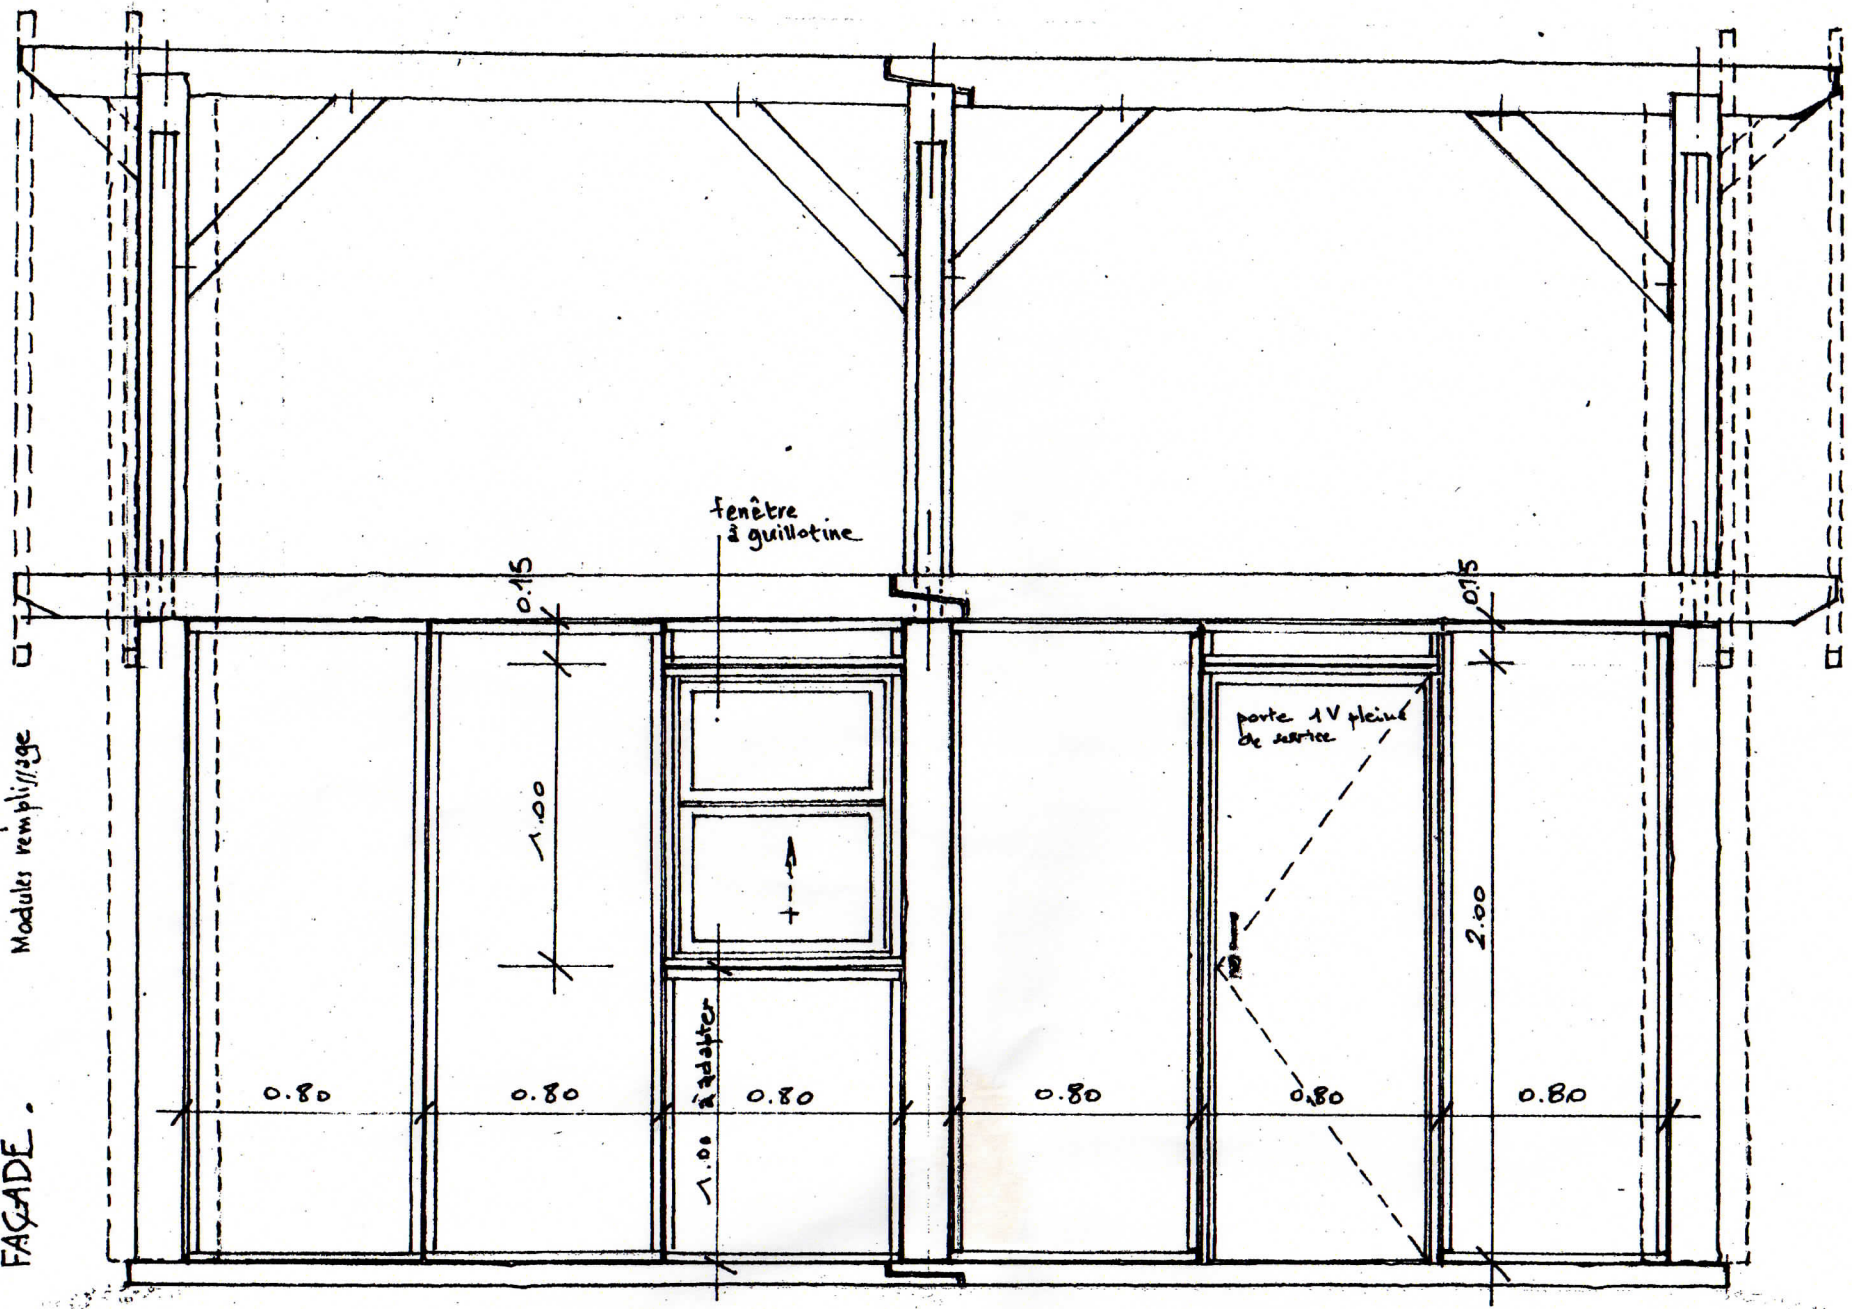 fenêtre
à guillotine
0.15
0.15
porte 1V pleine
de service
1.00
2.00
1.00 à adapter
0.80
0.80
0.80
0.80
0.80
0.80
FAÇADE.
Modules remplissage